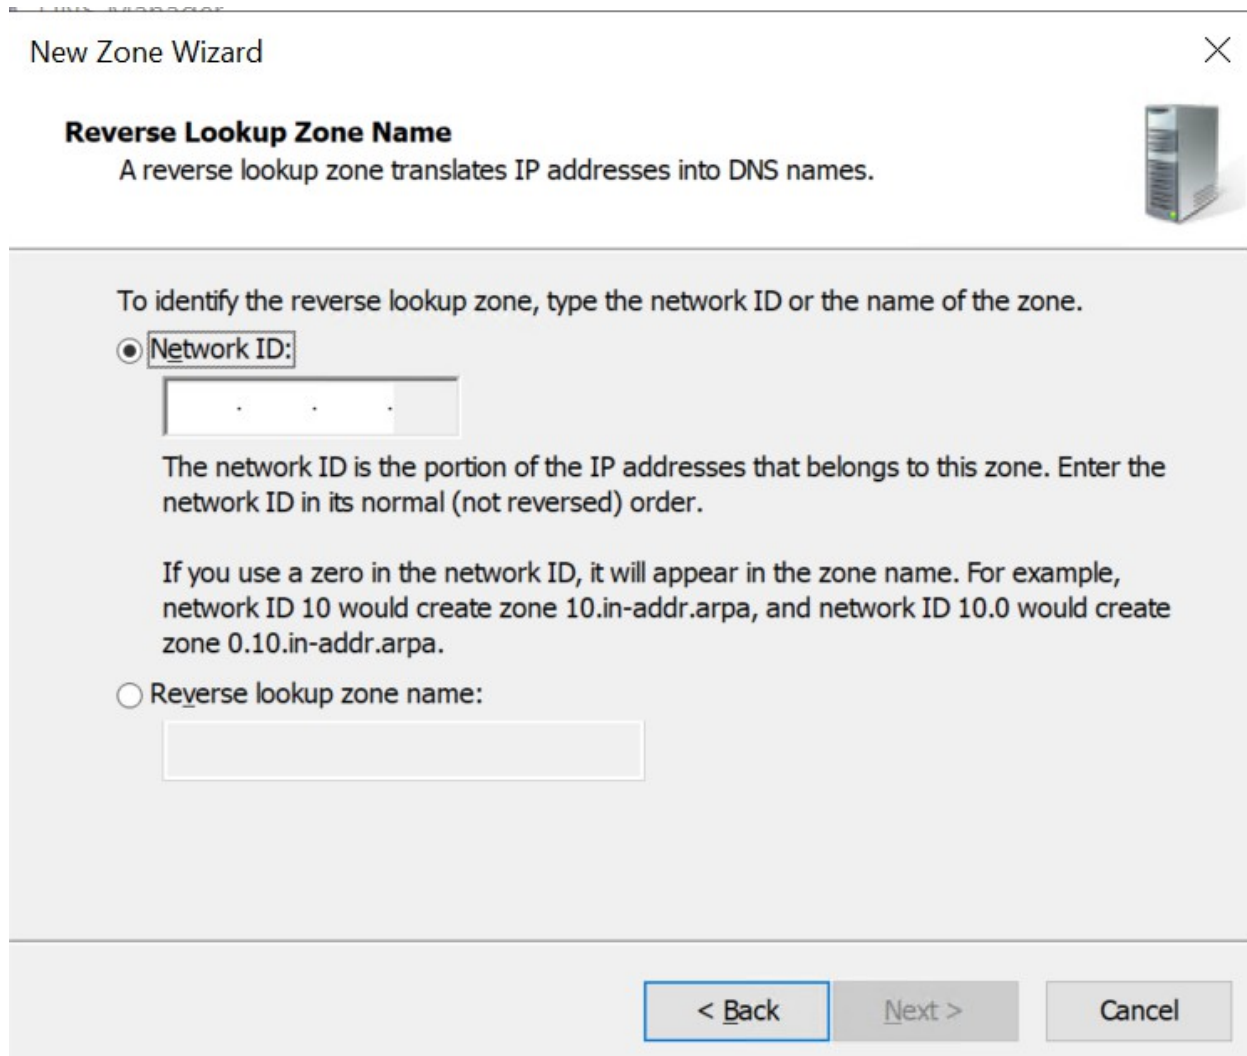 DNS Manager
New Zone Wizard
Reverse Lookup Zone Name
A reverse lookup zone translates IP addresses into DNS names.
To identify the reverse lookup zone, type the network ID or the name of the zone.
Network ID:
. . .
The network ID is the portion of the IP addresses that belongs to this zone. Enter the
network ID in its normal (not reversed) order.
If you use a zero in the network ID, it will appear in the zone name. For example,
network ID 10 would create zone 10.in-addr.arpa, and network ID 10.0 would create
zone 0.10.in-addr.arpa.
Reverse lookup zone name:
< Back Next > Cancel